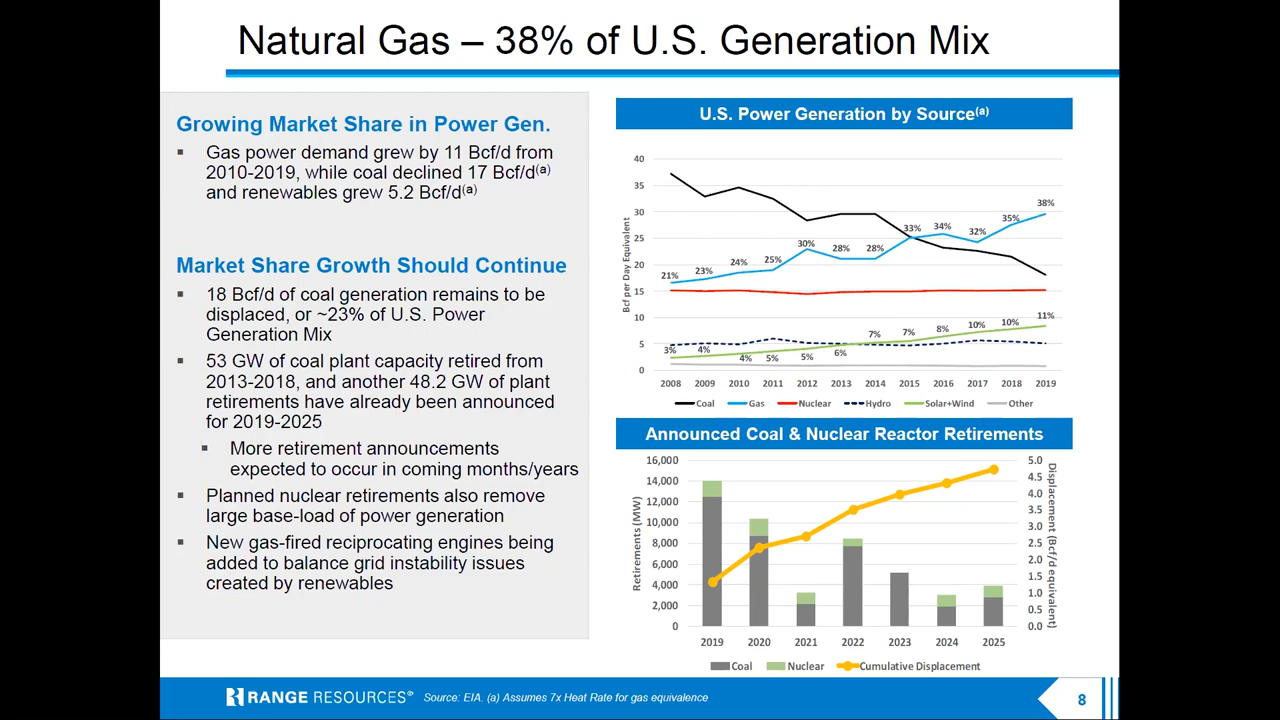 Natural Gas – 38% of U.S. Generation Mix
Growing Market Share in Power Gen.
▪ Gas power demand grew by 11 Bcf/d from
2010-2019, while coal declined 17 Bcf/d(a)
and renewables grew 5.2 Bcf/d(a)
Market Share Growth Should Continue
▪ 18 Bcf/d of coal generation remains to be
displaced, or ~23% of U.S. Power
Generation Mix
▪ 53 GW of coal plant capacity retired from
2013-2018, and another 48.2 GW of plant
retirements have already been announced
for 2019-2025
▪ More retirement announcements
expected to occur in coming months/years
▪ Planned nuclear retirements also remove
large base-load of power generation
▪ New gas-fired reciprocating engines being
added to balance grid instability issues
created by renewables
U.S. Power Generation by Source(a)
Bcf per Day Equivalent
40
35
30
25
20
15
10
5
0
21% 23% 24% 25% 30% 28% 28% 33% 34% 32% 35% 38%
3% 4% 4% 5% 5% 6% 7% 7% 8% 10% 10% 11%
2008 2009 2010 2011 2012 2013 2014 2015 2016 2017 2018 2019
Coal Gas Nuclear Hydro Solar+Wind Other
Announced Coal & Nuclear Reactor Retirements
Retirements (MW)
16,000
14,000
12,000
10,000
8,000
6,000
4,000
2,000
0
5.0
4.5
4.0
3.5
3.0
2.5
2.0
1.5
1.0
0.5
0.0
Displacement (Bcf/d equivalent)
2019 2020 2021 2022 2023 2024 2025
Coal Nuclear Cumulative Displacement
RANGE RESOURCES®
Source: EIA. (a) Assumes 7x Heat Rate for gas equivalence
8